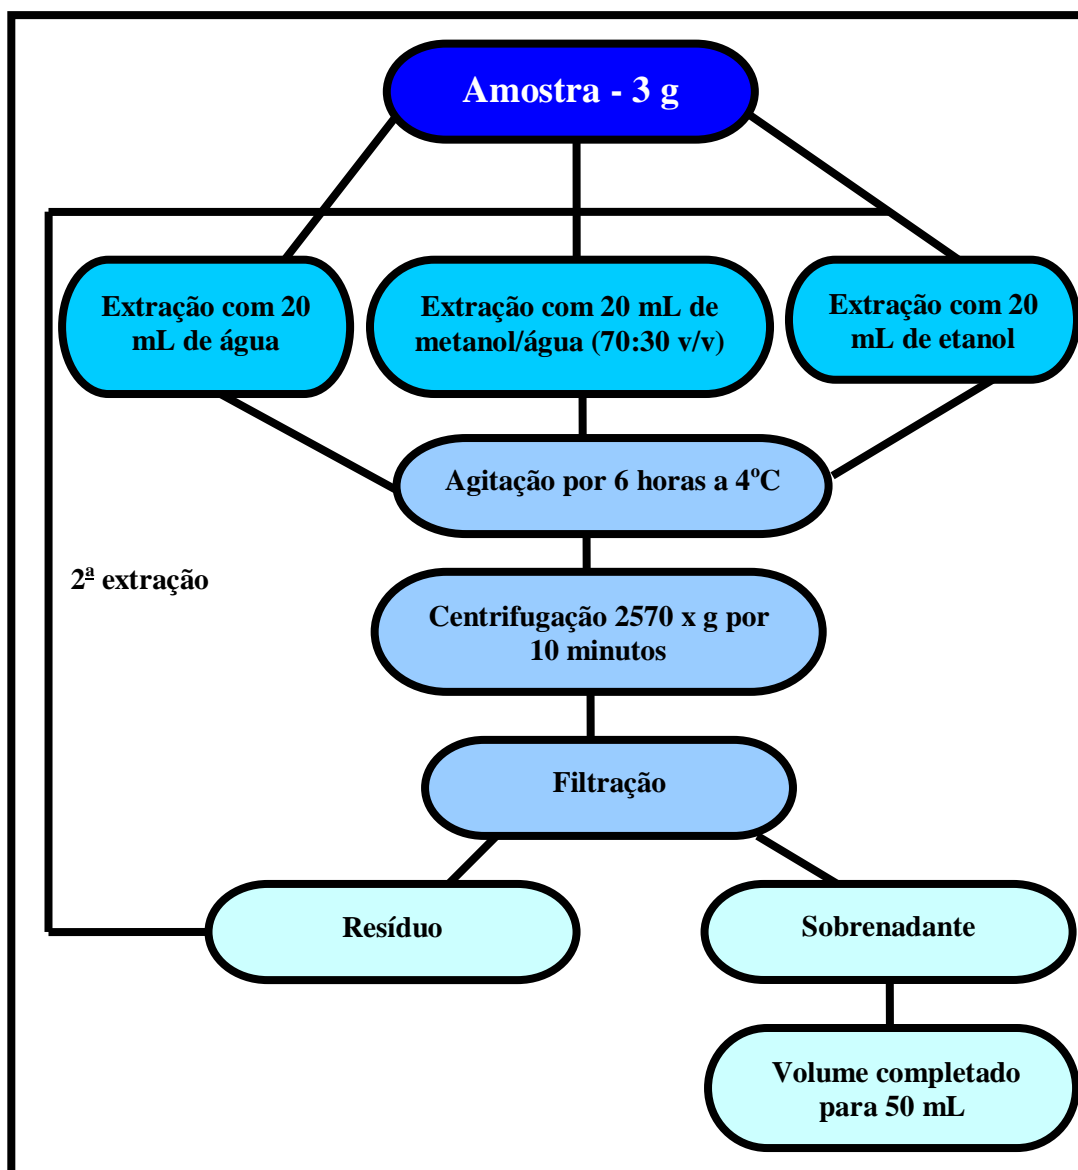 Amostra - 3 g
Extração com 20
mL de água
Extração com 20 mL de
metanol/água (70:30 v/v)
Extração com 20
mL de etanol
Agitação por 6 horas a 4ºC
2ª extração
Centrifugação 2570 x g por
10 minutos
Filtração
Resíduo
Sobrenadante
Volume completado
para 50 mL